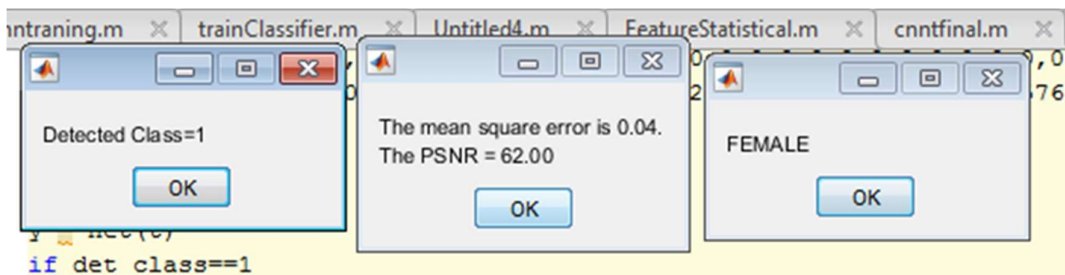 trainClassifier.m
Untitled4.m
FeatureStatistical.m
cnntfinal.m
Detected Class=1
OK
The mean square error is 0.04.
The PSNR = 62.00
OK
FEMALE
OK
if det class==1